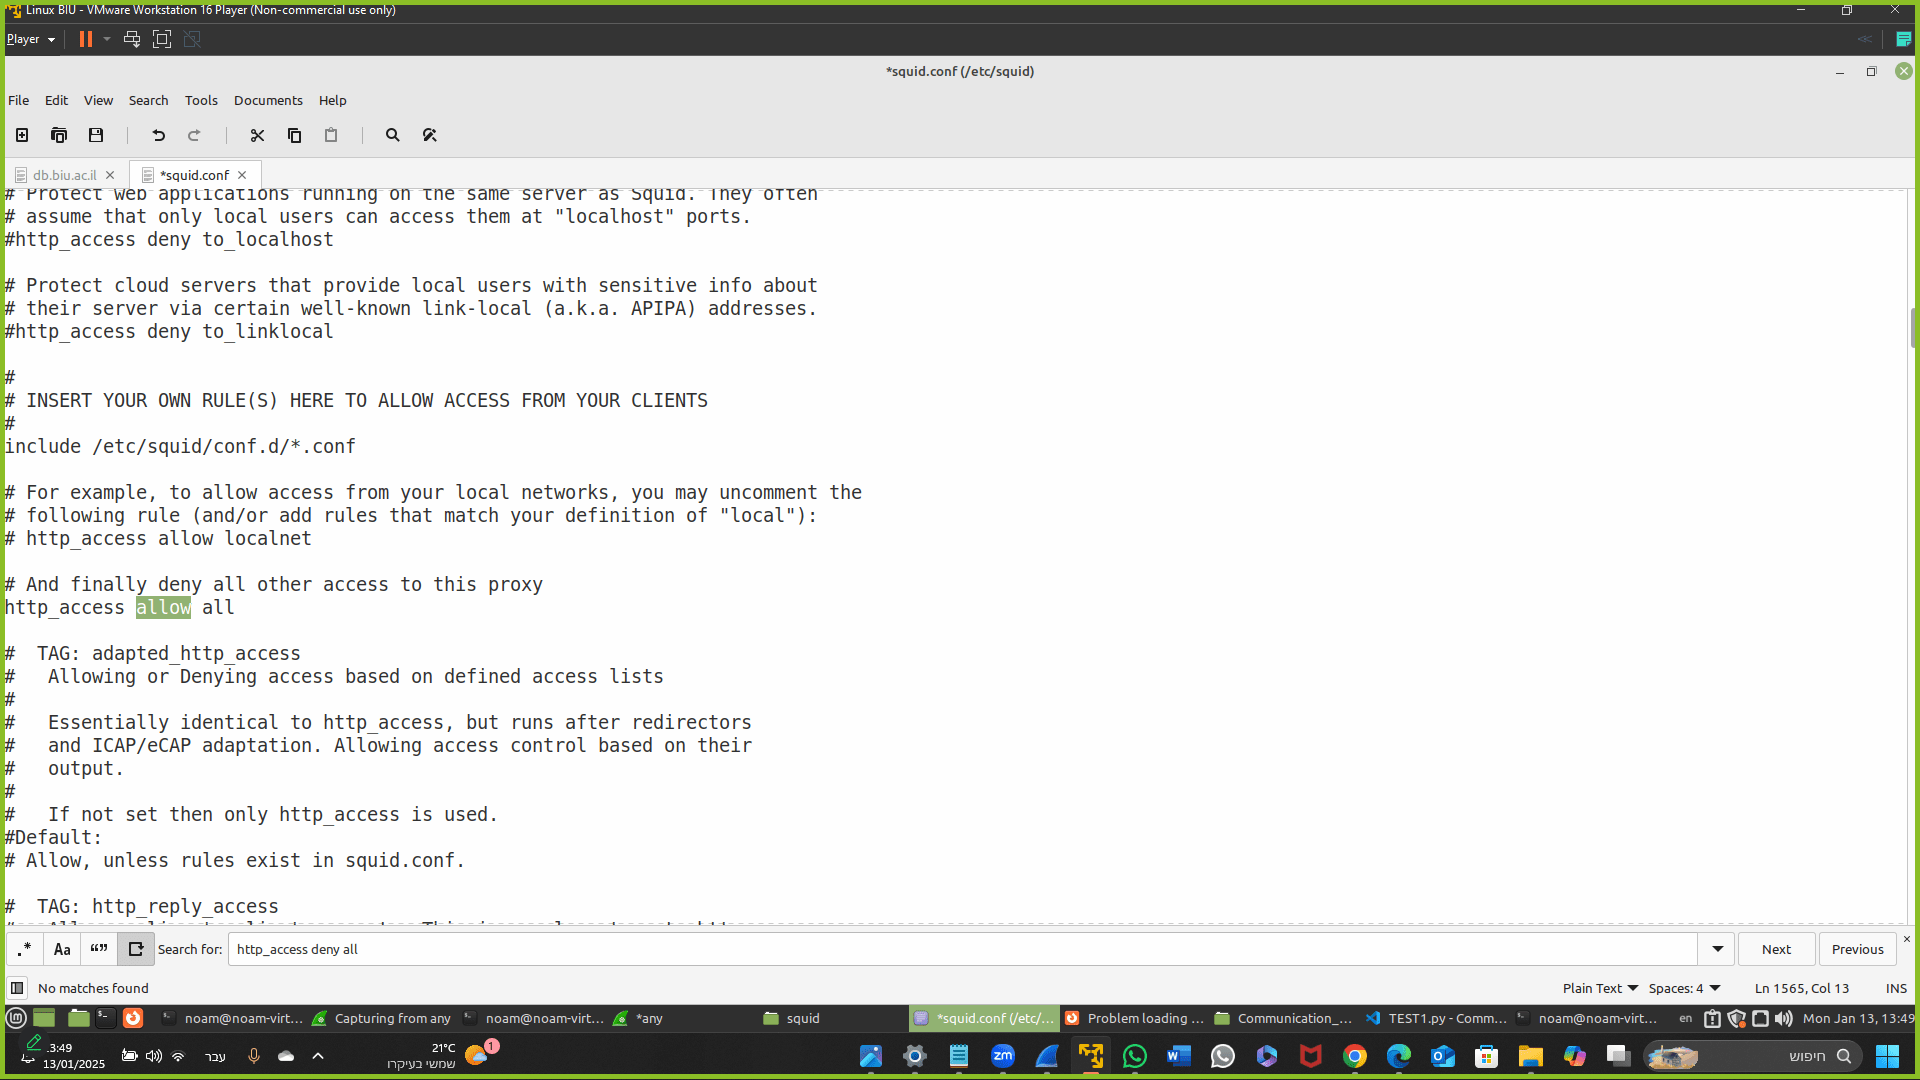 Linux BIU - VMware Workstation 16 Player (Non-commercial use only)
Player
*squid.conf (/etc/squid)
File Edit View Search Tools Documents Help
db.biu.ac.il
*squid.conf
# Protect web applications running on the same server as Squid. They often
# assume that only local users can access them at "localhost" ports.
#http_access deny to_localhost
# Protect cloud servers that provide local users with sensitive info about
# their server via certain well-known link-local (a.k.a. APIPA) addresses.
#http_access deny to_linklocal
#
# INSERT YOUR OWN RULE(S) HERE TO ALLOW ACCESS FROM YOUR CLIENTS
#
include /etc/squid/conf.d/*.conf
# For example, to allow access from your local networks, you may uncomment the
# following rule (and/or add rules that match your definition of "local"):
# http_access allow localnet
# And finally deny all other access to this proxy
http_access allow all
#  TAG: adapted_http_access
#   Allowing or Denying access based on defined access lists
#
#   Essentially identical to http_access, but runs after redirectors
#   and ICAP/eCAP adaptation. Allowing access control based on their
#   output.
#
#   If not set then only http_access is used.
#Default:
# Allow, unless rules exist in squid.conf.
#  TAG: http_reply_access
.* Aa “” Search for: http_access deny all Next Previous
No matches found Plain Text Spaces: 4 Ln 1565, Col 13 INS
noam@noam-virt... Capturing from any noam@noam-virt... *any squid *squid.conf (/etc/... Problem loading ... Communication_... TEST1.py - Comm... noam@noam-virt... en Mon Jan 13, 13:49
13/01/2025
עבר
21°C
שמשי בעיקרו
1
zm
חיפוש